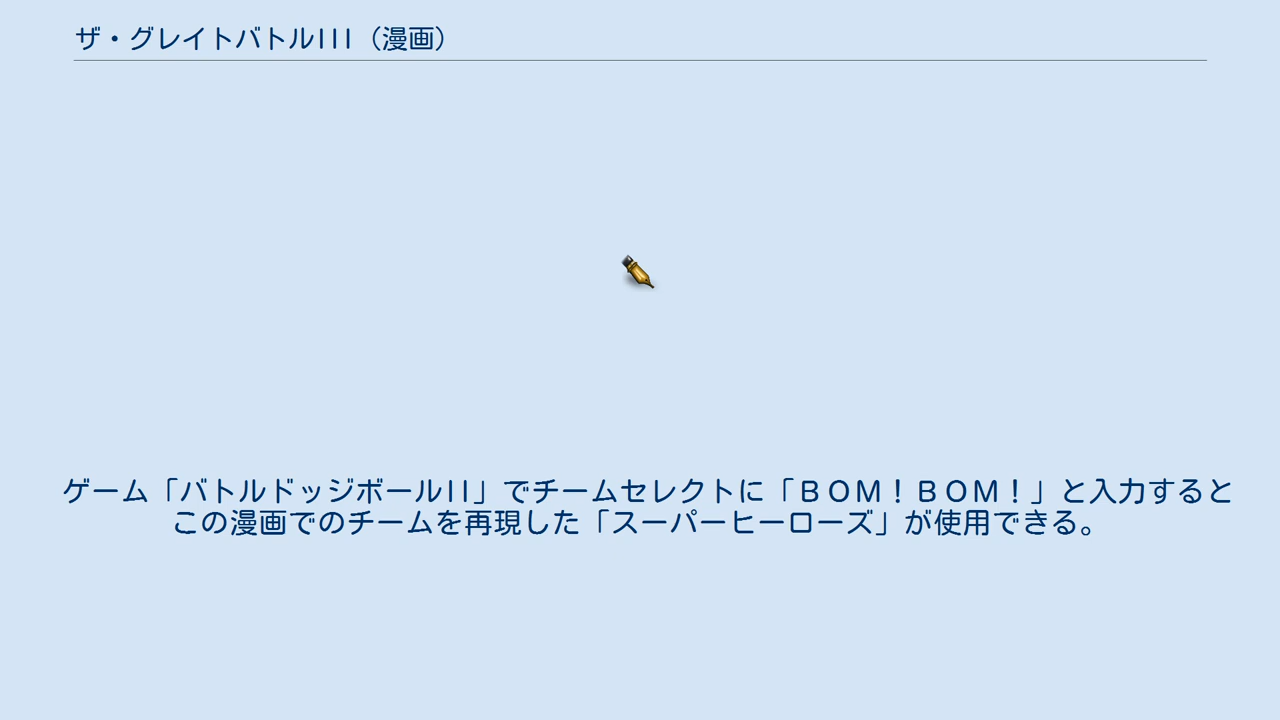 ザ・グレイトバトルIII（漫画）
ゲーム「バトルドッジボールII」でチームセレクトに「ＢＯＭ！ＢＯＭ！」と入力すると
この漫画でのチームを再現した「スーパーヒーローズ」が使用できる。